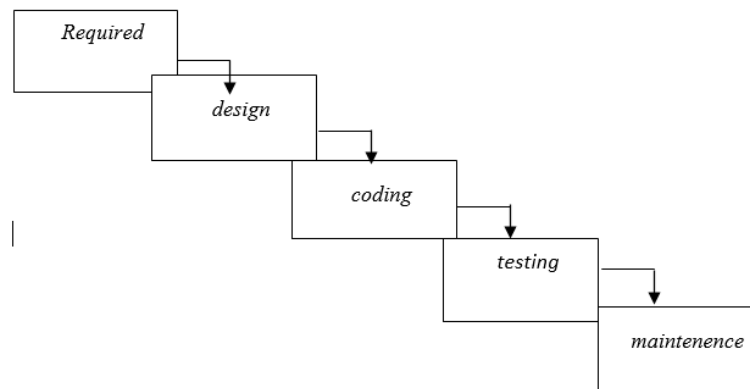 Required
design
coding
testing
maintenence